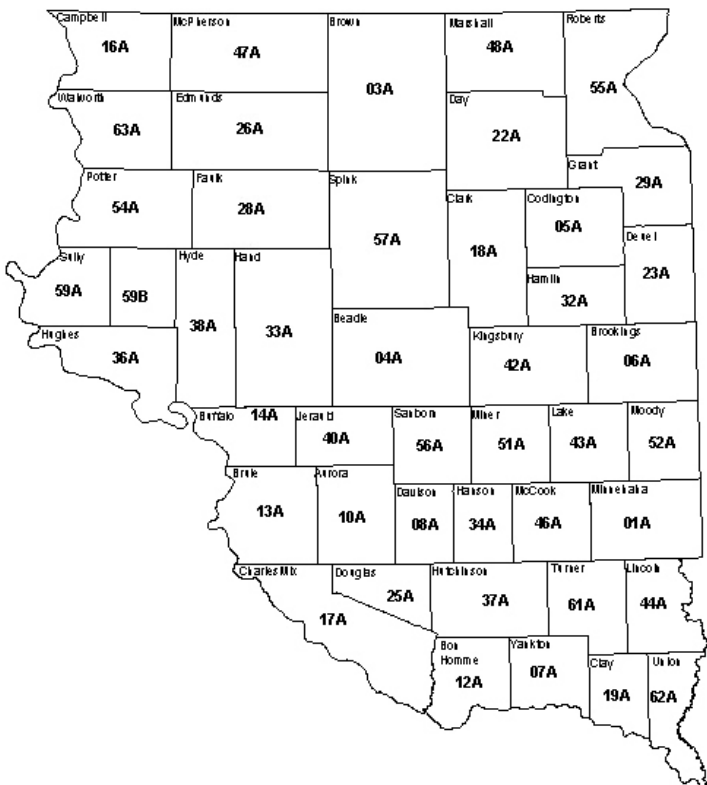 Campbell
16A
McPherson
47A
Brown
03A
Marshall
48A
Roberts
55A
Walworth
63A
Edmunds
26A
Day
22A
Grant
29A
Potter
54A
Faulk
28A
Spink
57A
Clark
18A
Codington
05A
Deuel
23A
Sully
59A
59B
Hyde
38A
Hand
33A
Hamlin
32A
Hughes
36A
Beadle
04A
Kingsbury
42A
Brookings
06A
Buffalo
14A
Jerauld
40A
Sanborn
56A
Miner
51A
Lake
43A
Moody
52A
Brule
13A
Aurora
10A
Davison
08A
Hanson
34A
McCook
46A
Minnehaha
01A
Charles Mix
17A
Douglas
25A
Hutchinson
37A
Turner
61A
Lincoln
44A
Bon
Homme
12A
Yankton
07A
Clay
19A
Union
62A